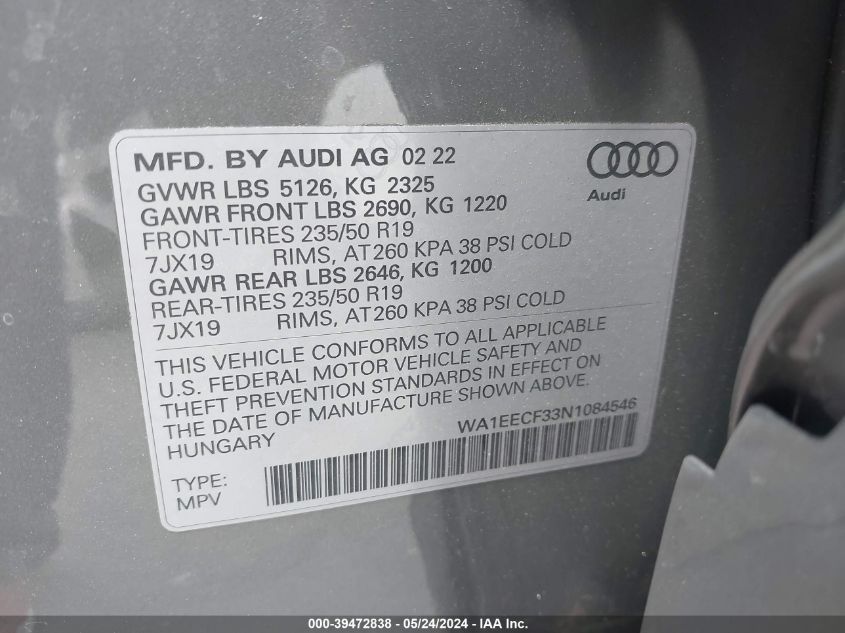 MFD. BY AUDI AG 02 22
Audi
GVWR LBS 5126, KG 2325
GAWR FRONT LBS 2690, KG 1220
FRONT-TIRES 235/50 R19
7JX19 RIMS, AT 260 KPA 38 PSI COLD
GAWR REAR LBS 2646, KG 1200
REAR-TIRES 235/50 R19
7JX19 RIMS, AT 260 KPA 38 PSI COLD
THIS VEHICLE CONFORMS TO ALL APPLICABLE
U.S. FEDERAL MOTOR VEHICLE SAFETY AND
THEFT PREVENTION STANDARDS IN EFFECT ON
THE DATE OF MANUFACTURE SHOWN ABOVE.
HUNGARY
WA1EECF33N1084546
TYPE:
MPV
000-39472838 - 05/24/2024 - IAA Inc.